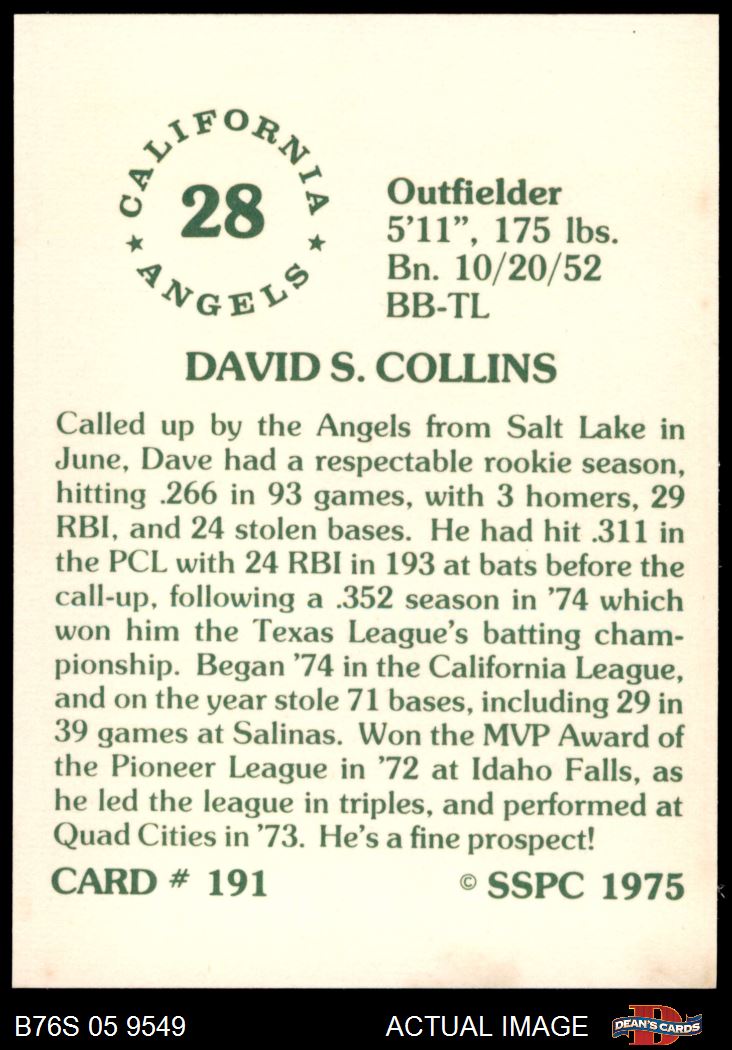 CALIFORNIA
28
★ ANGELS ★
Outfielder
5'11", 175 lbs.
Bn. 10/20/52
BB-TL
DAVID S. COLLINS
Called up by the Angels from Salt Lake in
June, Dave had a respectable rookie season,
hitting .266 in 93 games, with 3 homers, 29
RBI, and 24 stolen bases. He had hit .311 in
the PCL with 24 RBI in 193 at bats before the
call-up, following a .352 season in '74 which
won him the Texas League's batting cham-
pionship. Began '74 in the California League,
and on the year stole 71 bases, including 29 in
39 games at Salinas. Won the MVP Award of
the Pioneer League in '72 at Idaho Falls, as
he led the league in triples, and performed at
Quad Cities in '73. He's a fine prospect!
CARD # 191 © SSPC 1975
B76S 05 9549 ACTUAL IMAGE D DEAN'S CARDS